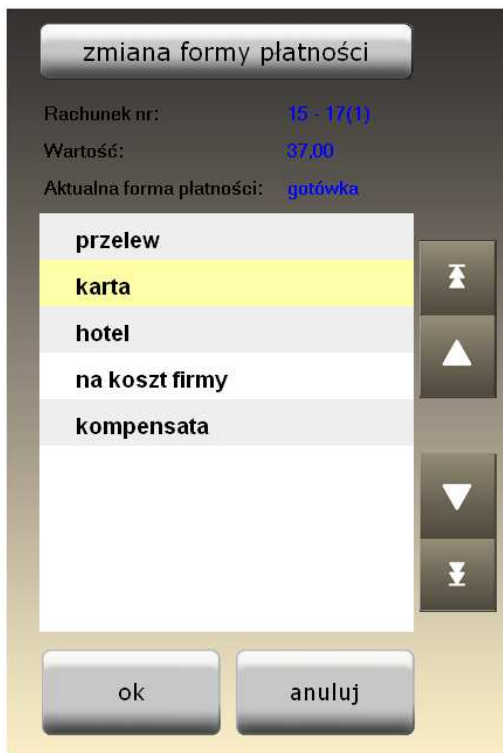 zmiana formy płatności
Rachunek nr: 15 - 17(1)
Wartość: 37,00
Aktualna forma płatności: gotówka
przelew
karta
hotel
na koszt firmy
kompensata
ok anuluj